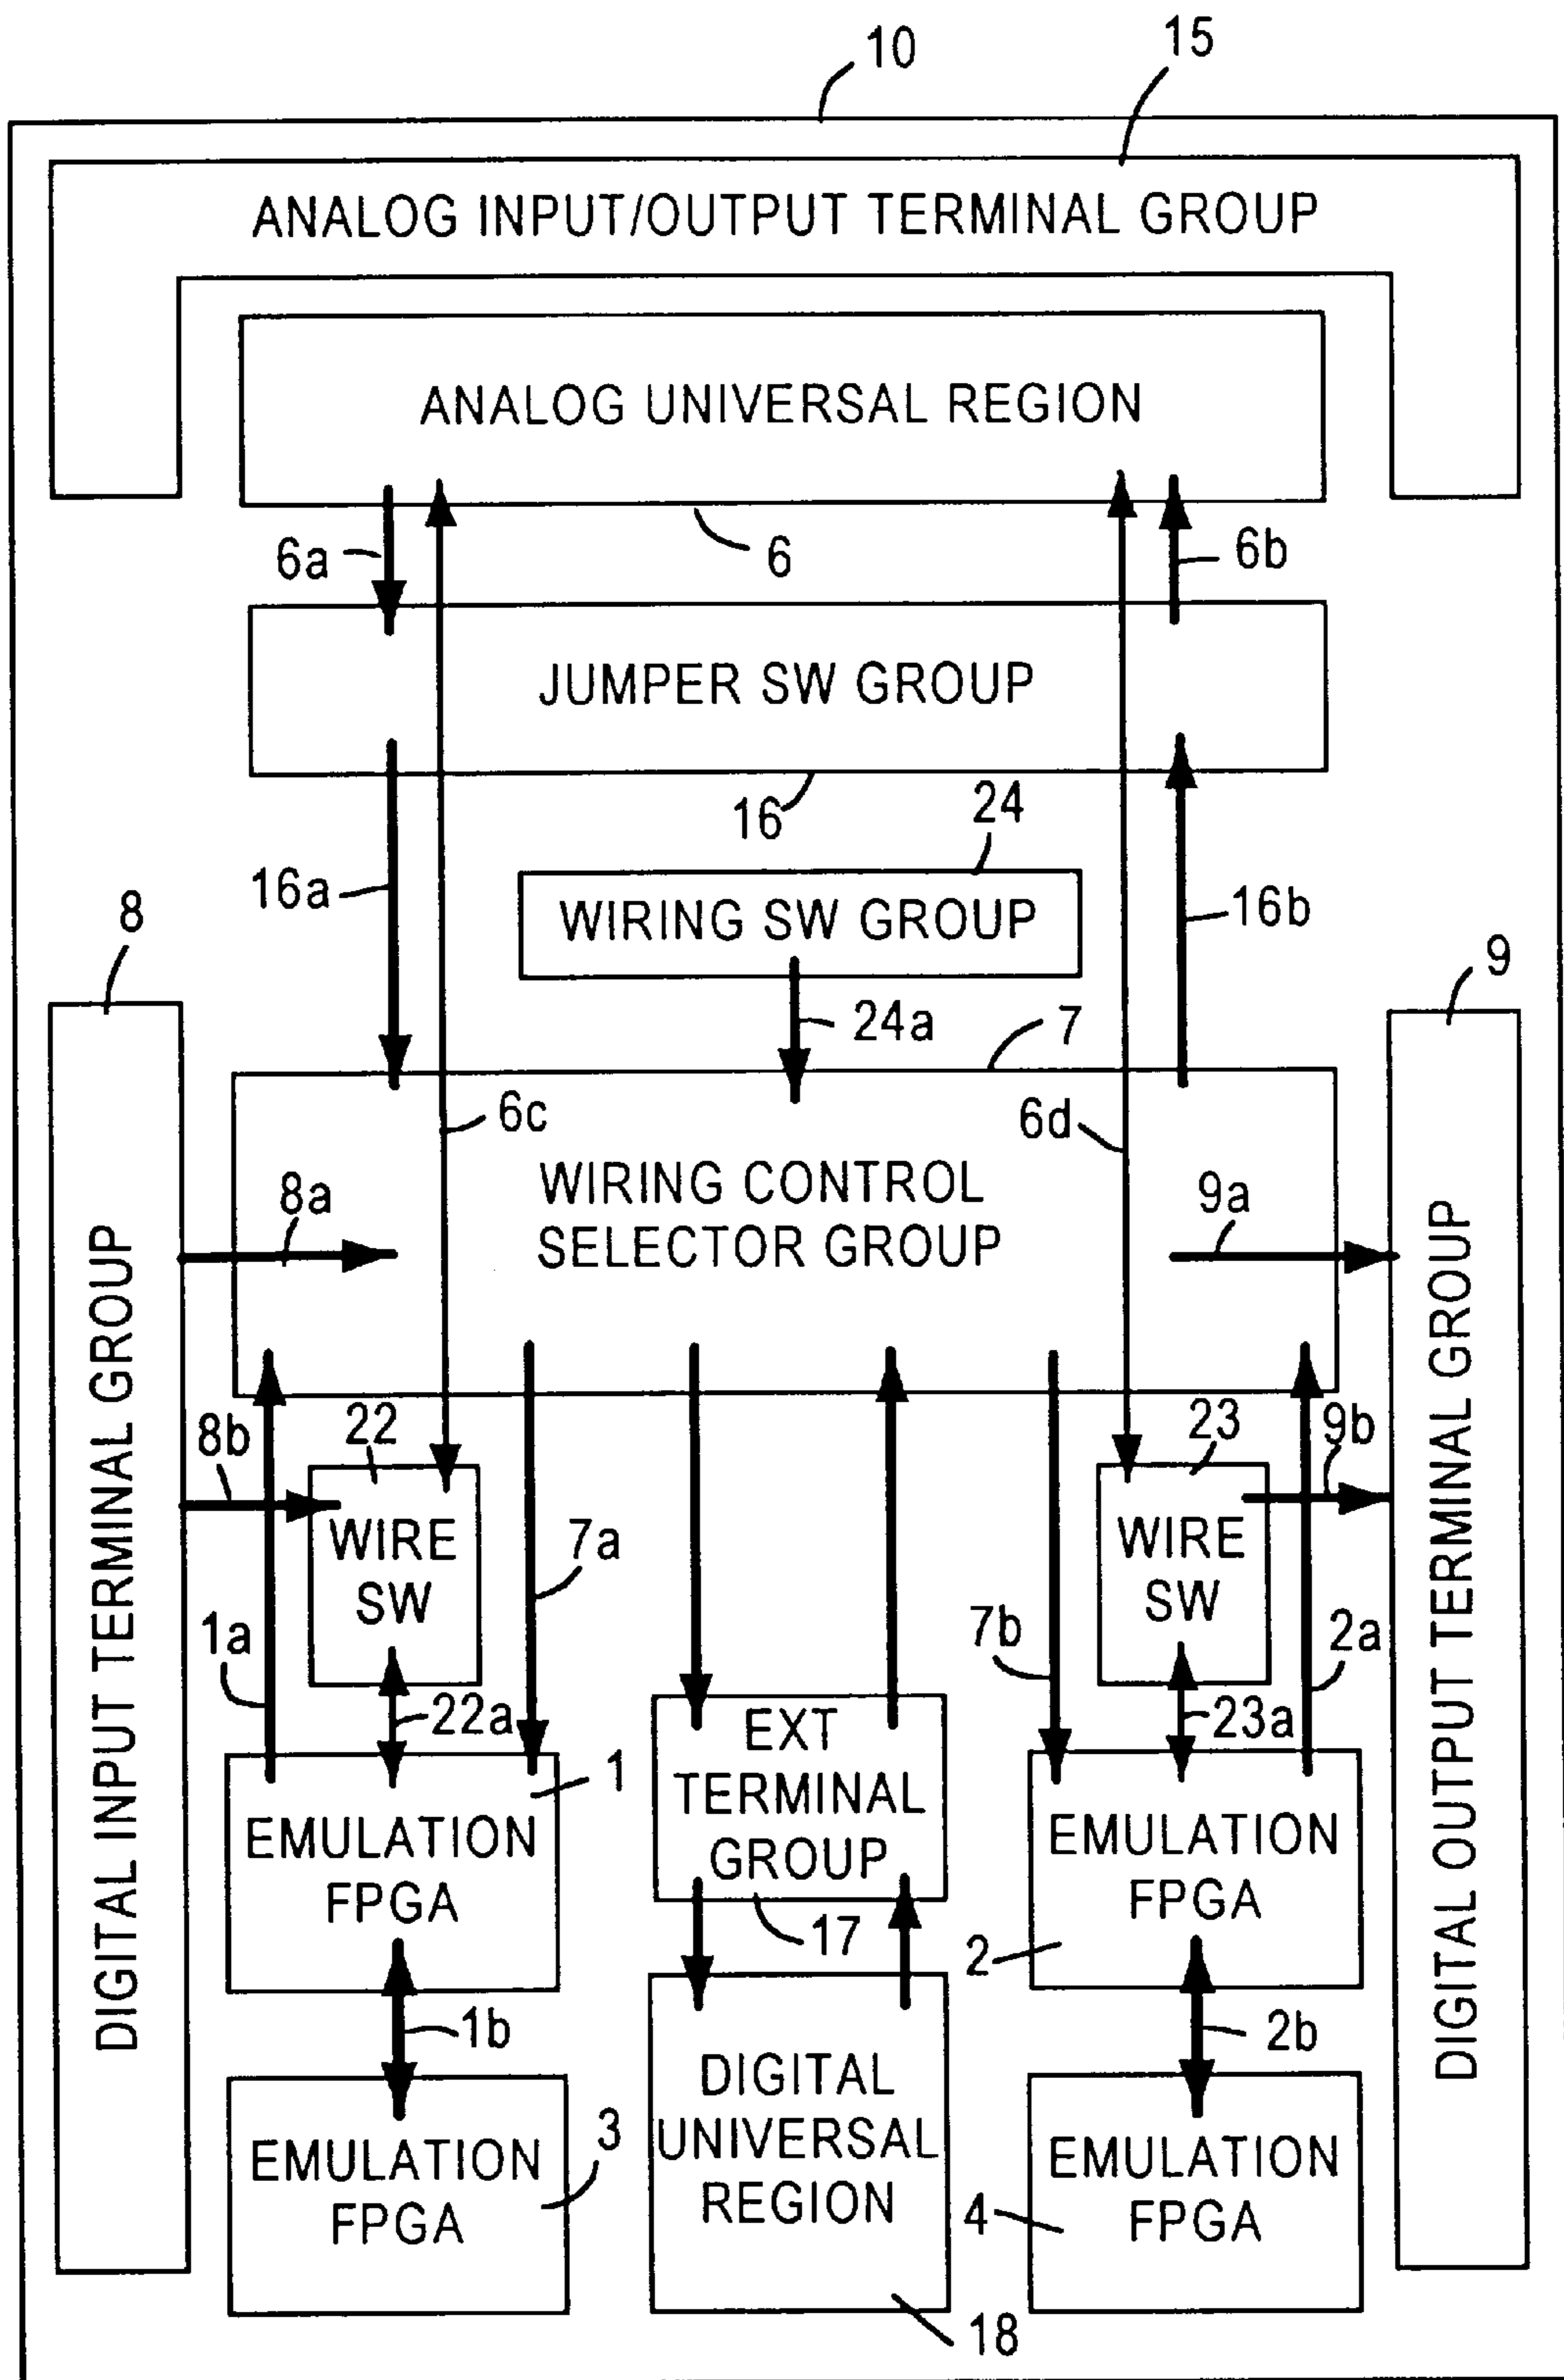 10
15
ANALOG INPUT/OUTPUT TERMINAL GROUP
ANALOG UNIVERSAL REGION
6a
6
6b
JUMPER SW GROUP
16
24
16a
WIRING SW GROUP
16b
8
9
24a
7
6c
6d
WIRING CONTROL
SELECTOR GROUP
8a
9a
DIGITAL INPUT TERMINAL GROUP
DIGITAL OUTPUT TERMINAL GROUP
8b
22
23
9b
WIRE
SW
7a
WIRE
SW
1a
7b
2a
22a
23a
1
EXT
TERMINAL
GROUP
EMULATION
FPGA
EMULATION
FPGA
17
2
1b
2b
DIGITAL
UNIVERSAL
REGION
EMULATION
FPGA
3
EMULATION
FPGA
4
18